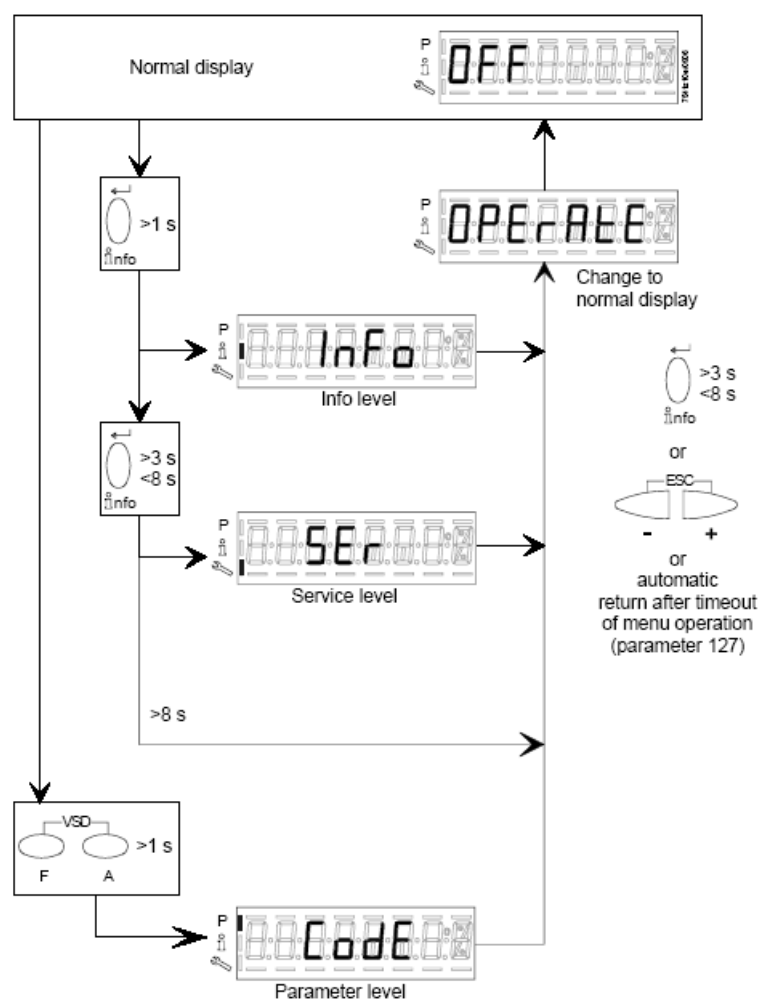 Normal display
P
OFF
OPErAtE
P
Change to
normal display
>1 s
info
P
InFo
Info level
>3 s
<8 s
info
P
SEr
Service level
>3 s
<8 s
info
or
ESC
- +
or
automatic
return after timeout
of menu operation
(parameter 127)
>8 s
VSD
>1 s
F A
P
CodE
Parameter level